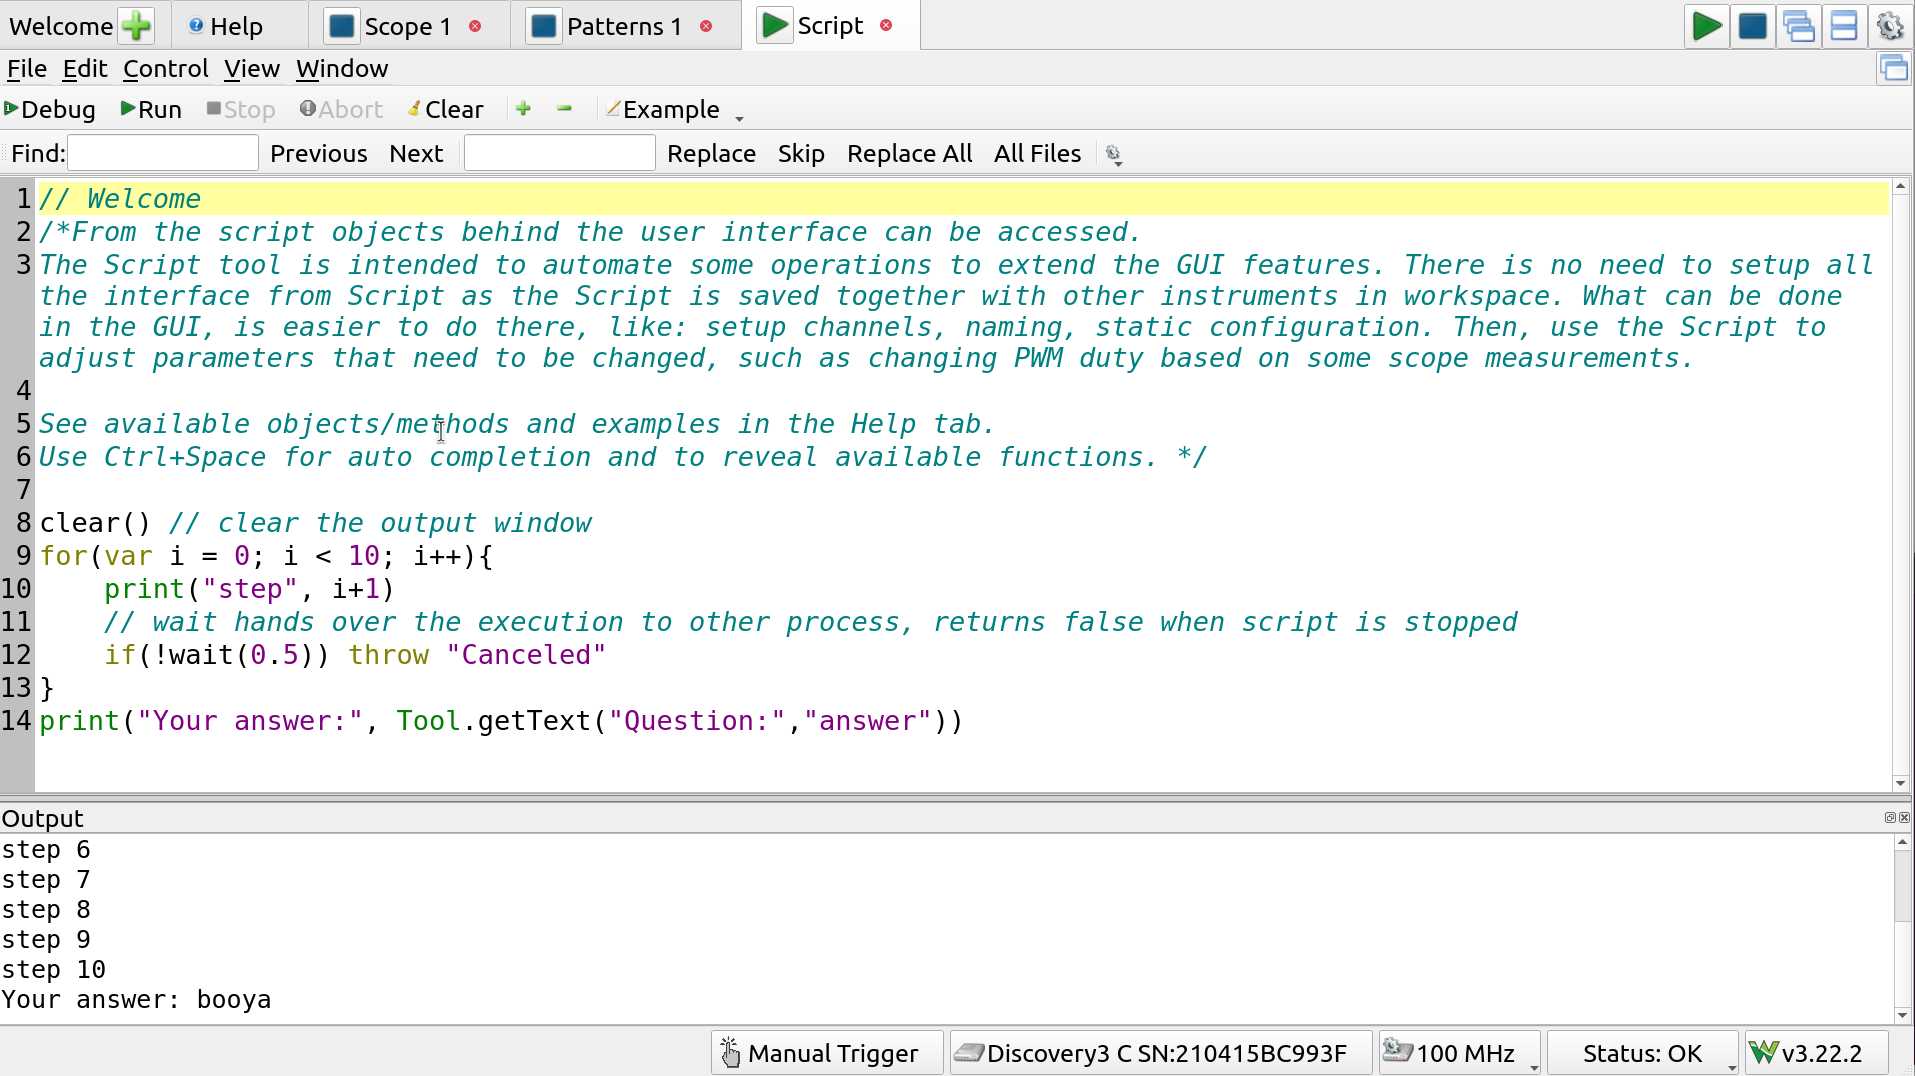 Welcome Help Scope 1 Patterns 1 Script
File Edit Control View Window
Debug Run Stop Abort Clear Example
Find: Previous Next Replace Skip Replace All All Files
1 // Welcome
2 /*From the script objects behind the user interface can be accessed.
3 The Script tool is intended to automate some operations to extend the GUI features. There is no need to setup all
the interface from Script as the Script is saved together with other instruments in workspace. What can be done
in the GUI, is easier to do there, like: setup channels, naming, static configuration. Then, use the Script to
adjust parameters that need to be changed, such as changing PWM duty based on some scope measurements.
4
5 See available objects/methods and examples in the Help tab.
6 Use Ctrl+Space for auto completion and to reveal available functions. */
7
8 clear() // clear the output window
9 for(var i = 0; i < 10; i++){
10     print("step", i+1)
11     // wait hands over the execution to other process, returns false when script is stopped
12     if(!wait(0.5)) throw "Canceled"
13 }
14 print("Your answer:", Tool.getText("Question:","answer"))
Output
step 6
step 7
step 8
step 9
step 10
Your answer: booya
Manual Trigger Discovery3 C SN:210415BC993F 100 MHz Status: OK v3.22.2